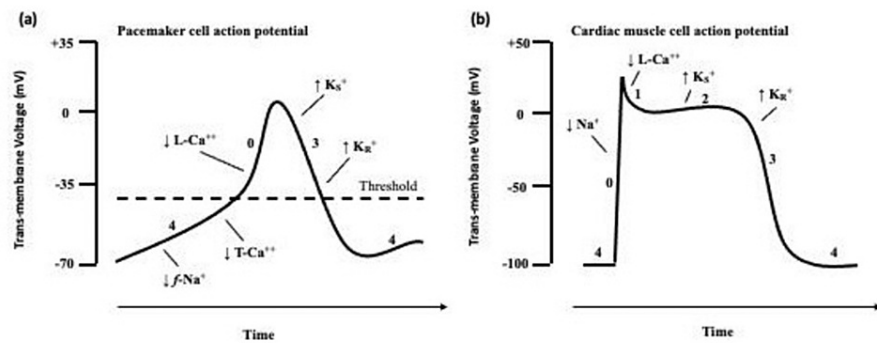 (a)
Pacemaker cell action potential
Trans-membrane Voltage (mV)
+35
0
-35
-70
↑ Ks⁺
↓ L-Ca⁺⁺
0
3
↑ KR⁺
Threshold
4
↓ T-Ca⁺⁺
↓ f-Na⁺
4
Time
(b)
Cardiac muscle cell action potential
Trans-membrane Voltage (mV)
+50
0
-50
-100
↓ L-Ca⁺⁺
1
↑ Ks⁺
2
↑ KR⁺
↓ Na⁺
0
3
4
4
Time